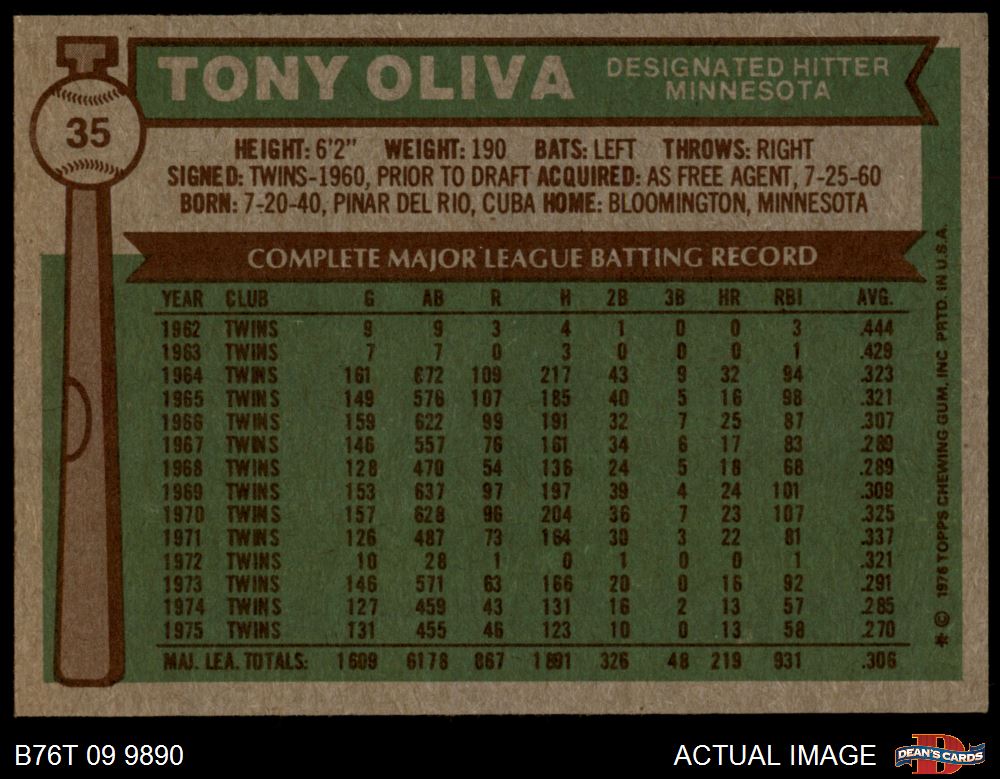 TONY OLIVA
DESIGNATED HITTER
MINNESOTA
35
HEIGHT: 6'2" WEIGHT: 190 BATS: LEFT THROWS: RIGHT
SIGNED: TWINS-1960, PRIOR TO DRAFT ACQUIRED: AS FREE AGENT, 7-25-60
BORN: 7-20-40, PINAR DEL RIO, CUBA HOME: BLOOMINGTON, MINNESOTA
COMPLETE MAJOR LEAGUE BATTING RECORD
YEAR CLUB G AB R H 2B 3B HR RBI AVG.
1962 TWINS 9 9 3 4 1 0 0 3 .444
1963 TWINS 7 7 0 3 0 0 0 1 .429
1964 TWINS 161 672 109 217 43 9 32 94 .323
1965 TWINS 149 576 107 185 40 5 16 98 .321
1966 TWINS 159 622 99 191 32 7 25 87 .307
1967 TWINS 146 557 76 161 34 6 17 83 .289
1968 TWINS 128 470 54 136 24 5 18 68 .289
1969 TWINS 153 637 97 197 39 4 24 101 .309
1970 TWINS 157 628 96 204 36 7 23 107 .325
1971 TWINS 126 487 73 164 30 3 22 81 .337
1972 TWINS 10 28 1 0 1 0 0 1 .321
1973 TWINS 146 571 63 166 20 0 16 92 .291
1974 TWINS 127 459 43 131 16 2 13 57 .285
1975 TWINS 131 455 46 123 10 0 13 58 .270
MAJ. LEA. TOTALS: 1609 6178 867 1891 326 48 219 931 .306
* © 1976 TOPPS CHEWING GUM, INC. PRTD. IN U.S.A.
B76T 09 9890
ACTUAL IMAGE
DEAN'S CARDS